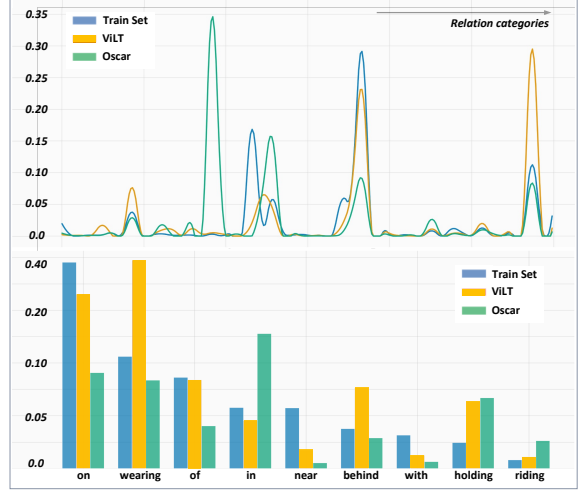 0.35
Train Set
Relation categories
ViLT
0.30
Oscar
0.25
0.20
0.15
0.10
0.05
0.0
0.40
Train Set
ViLT
0.20
Oscar
0.10
0.05
0.0
on wearing of in near behind with holding riding